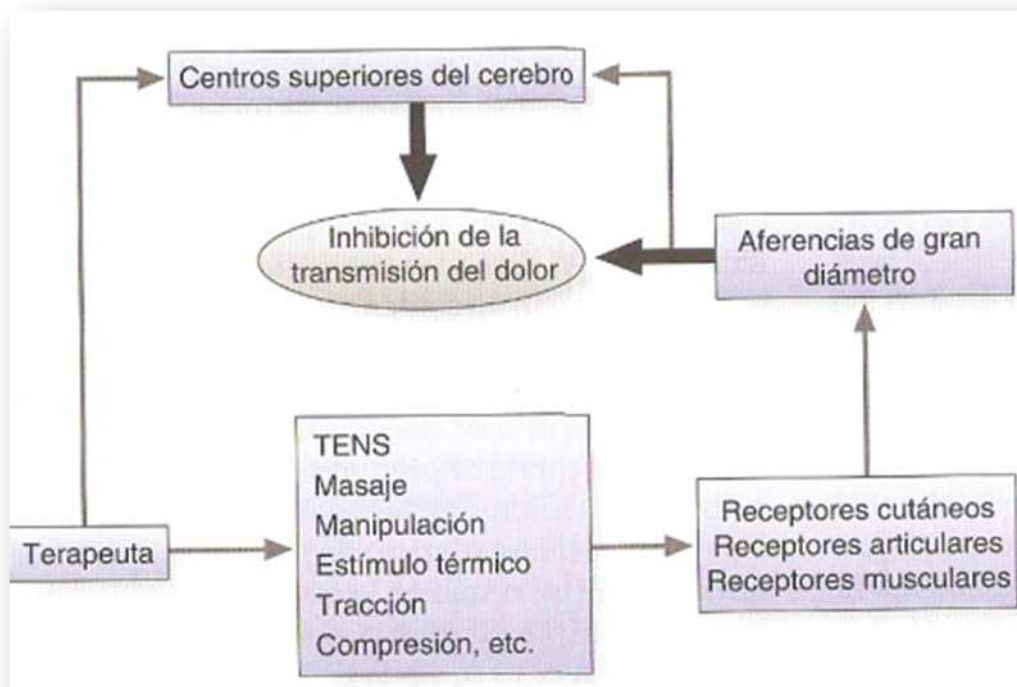 Centros superiores del cerebro
Inhibición de la
transmisión del dolor
Aferencias de gran
diámetro
TENS
Masaje
Manipulación
Estímulo térmico
Tracción
Compresión, etc.
Terapeuta
Receptores cutáneos
Receptores articulares
Receptores musculares